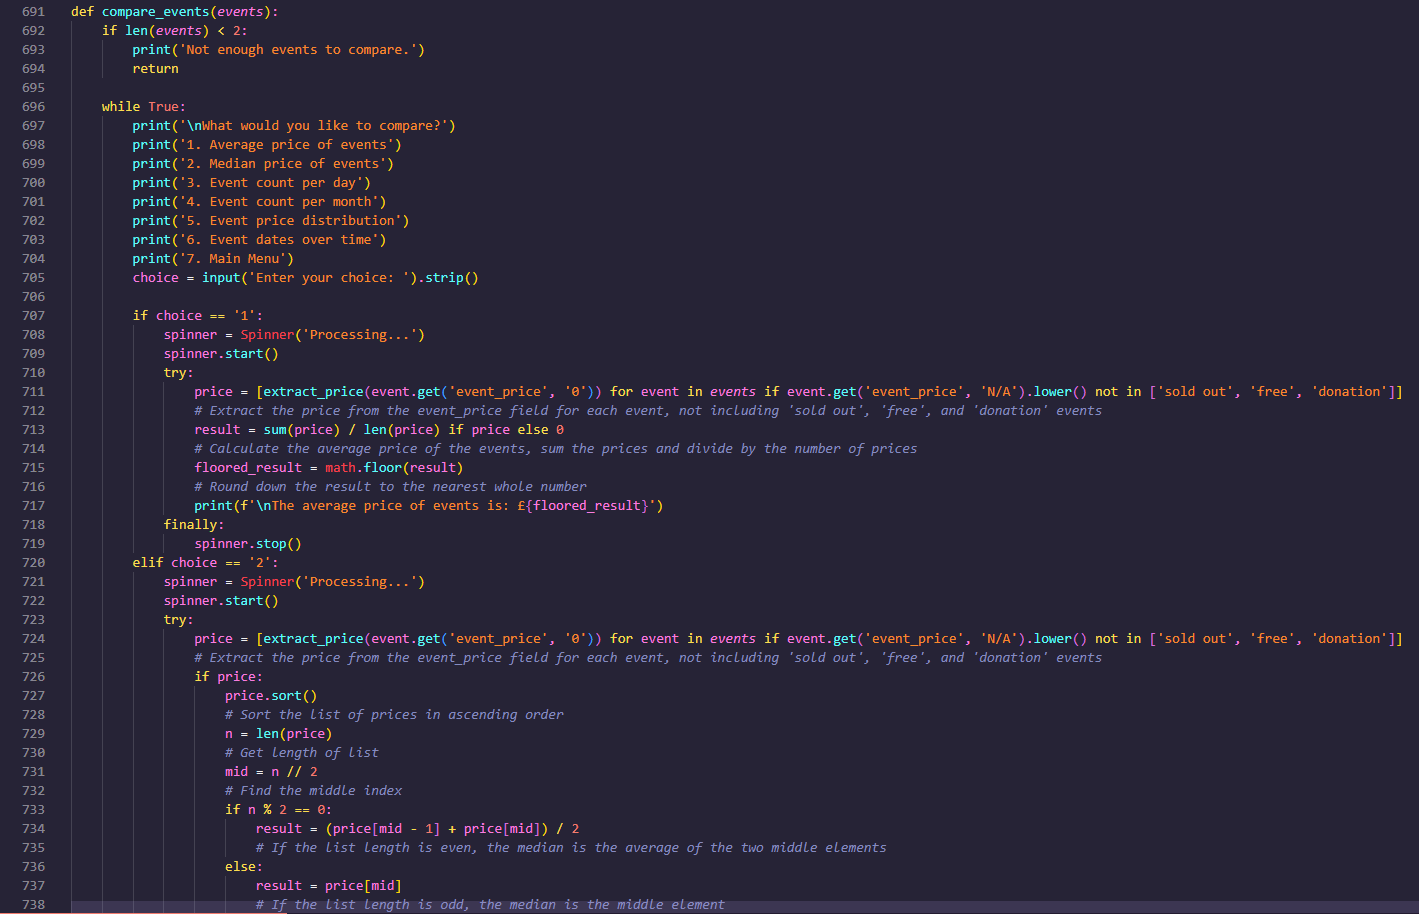 691 def compare_events(events):
692     if len(events) < 2:
693         print('Not enough events to compare.')
694         return
695
696     while True:
697         print('\nWhat would you like to compare?')
698         print('1. Average price of events')
699         print('2. Median price of events')
700         print('3. Event count per day')
701         print('4. Event count per month')
702         print('5. Event price distribution')
703         print('6. Event dates over time')
704         print('7. Main Menu')
705         choice = input('Enter your choice: ').strip()
706
707         if choice == '1':
708             spinner = Spinner('Processing...')
709             spinner.start()
710             try:
711                 price = [extract_price(event.get('event_price', '0')) for event in events if event.get('event_price', 'N/A').lower() not in ['sold out', 'free', 'donation']]
712                 # Extract the price from the event_price field for each event, not including 'sold out', 'free', and 'donation' events
713                 result = sum(price) / len(price) if price else 0
714                 # Calculate the average price of the events, sum the prices and divide by the number of prices
715                 floored_result = math.floor(result)
716                 # Round down the result to the nearest whole number
717                 print(f'\nThe average price of events is: £{floored_result}')
718             finally:
719                 spinner.stop()
720         elif choice == '2':
721             spinner = Spinner('Processing...')
722             spinner.start()
723             try:
724                 price = [extract_price(event.get('event_price', '0')) for event in events if event.get('event_price', 'N/A').lower() not in ['sold out', 'free', 'donation']]
725                 # Extract the price from the event_price field for each event, not including 'sold out', 'free', and 'donation' events
726                 if price:
727                     price.sort()
728                     # Sort the list of prices in ascending order
729                     n = len(price)
730                     # Get length of list
731                     mid = n // 2
732                     # Find the middle index
733                     if n % 2 == 0:
734                         result = (price[mid - 1] + price[mid]) / 2
735                         # If the list length is even, the median is the average of the two middle elements
736                     else:
737                         result = price[mid]
738                         # If the list length is odd, the median is the middle element